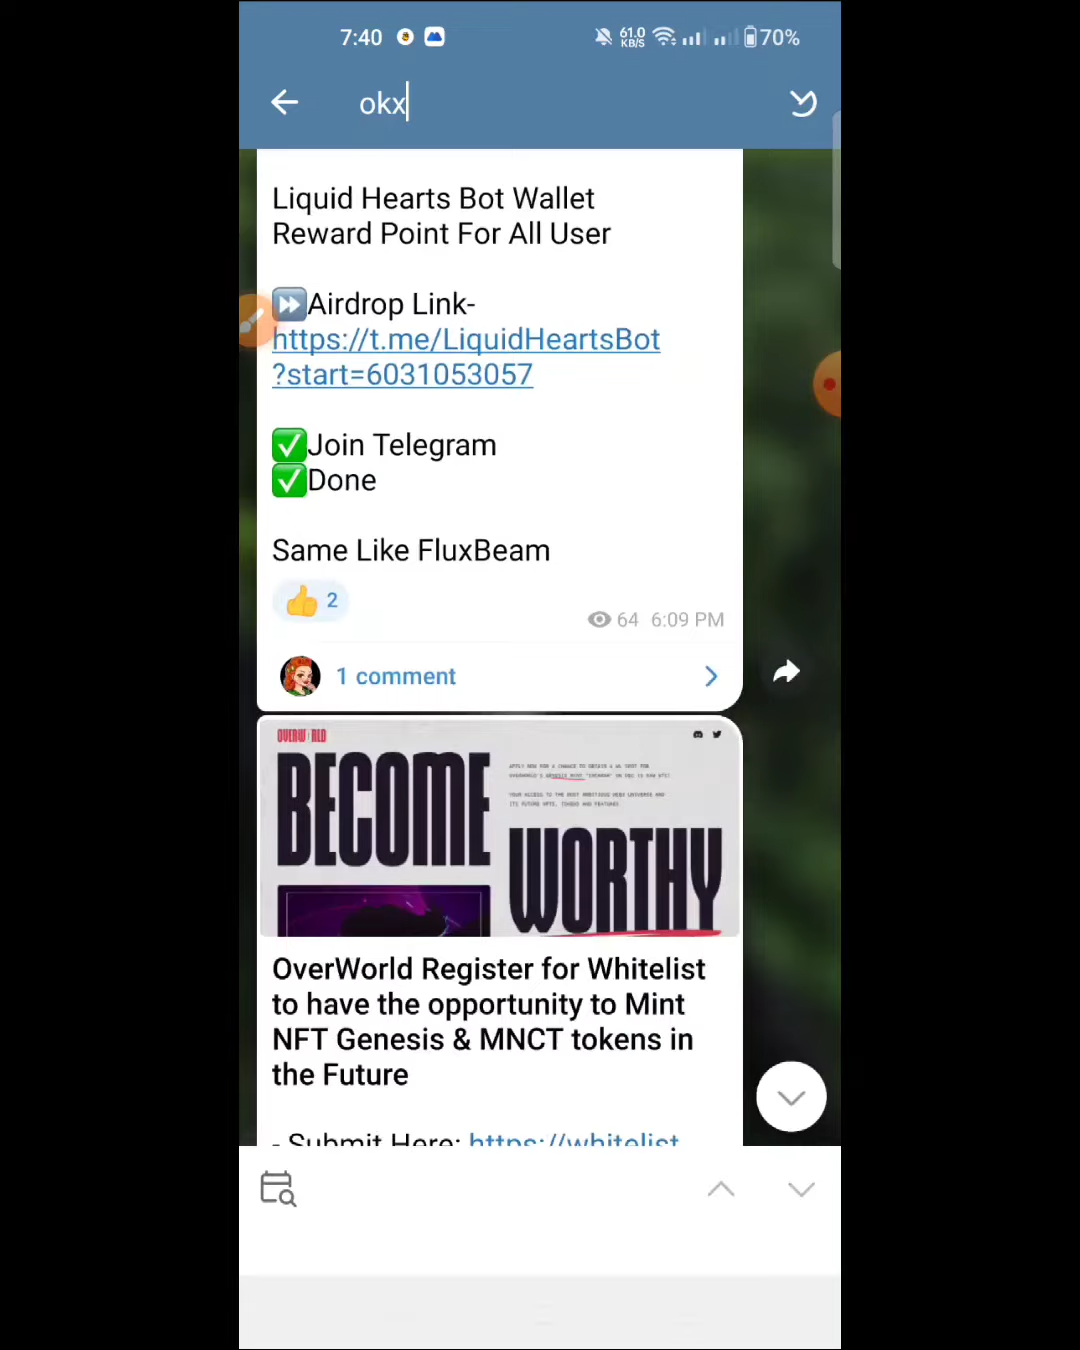 7:40
61.0
KB/S
70%
okx
Liquid Hearts Bot Wallet
Reward Point For All User
⏩Airdrop Link-
https://t.me/LiquidHeartsBot
?start=6031053057
✅Join Telegram
✅Done
Same Like FluxBeam
👍 2
64 6:09 PM
1 comment
OVERWORLD
BECOME
WORTHY
OverWorld Register for Whitelist
to have the opportunity to Mint
NFT Genesis & MNCT tokens in
the Future
- Submit Here: https://whitelist